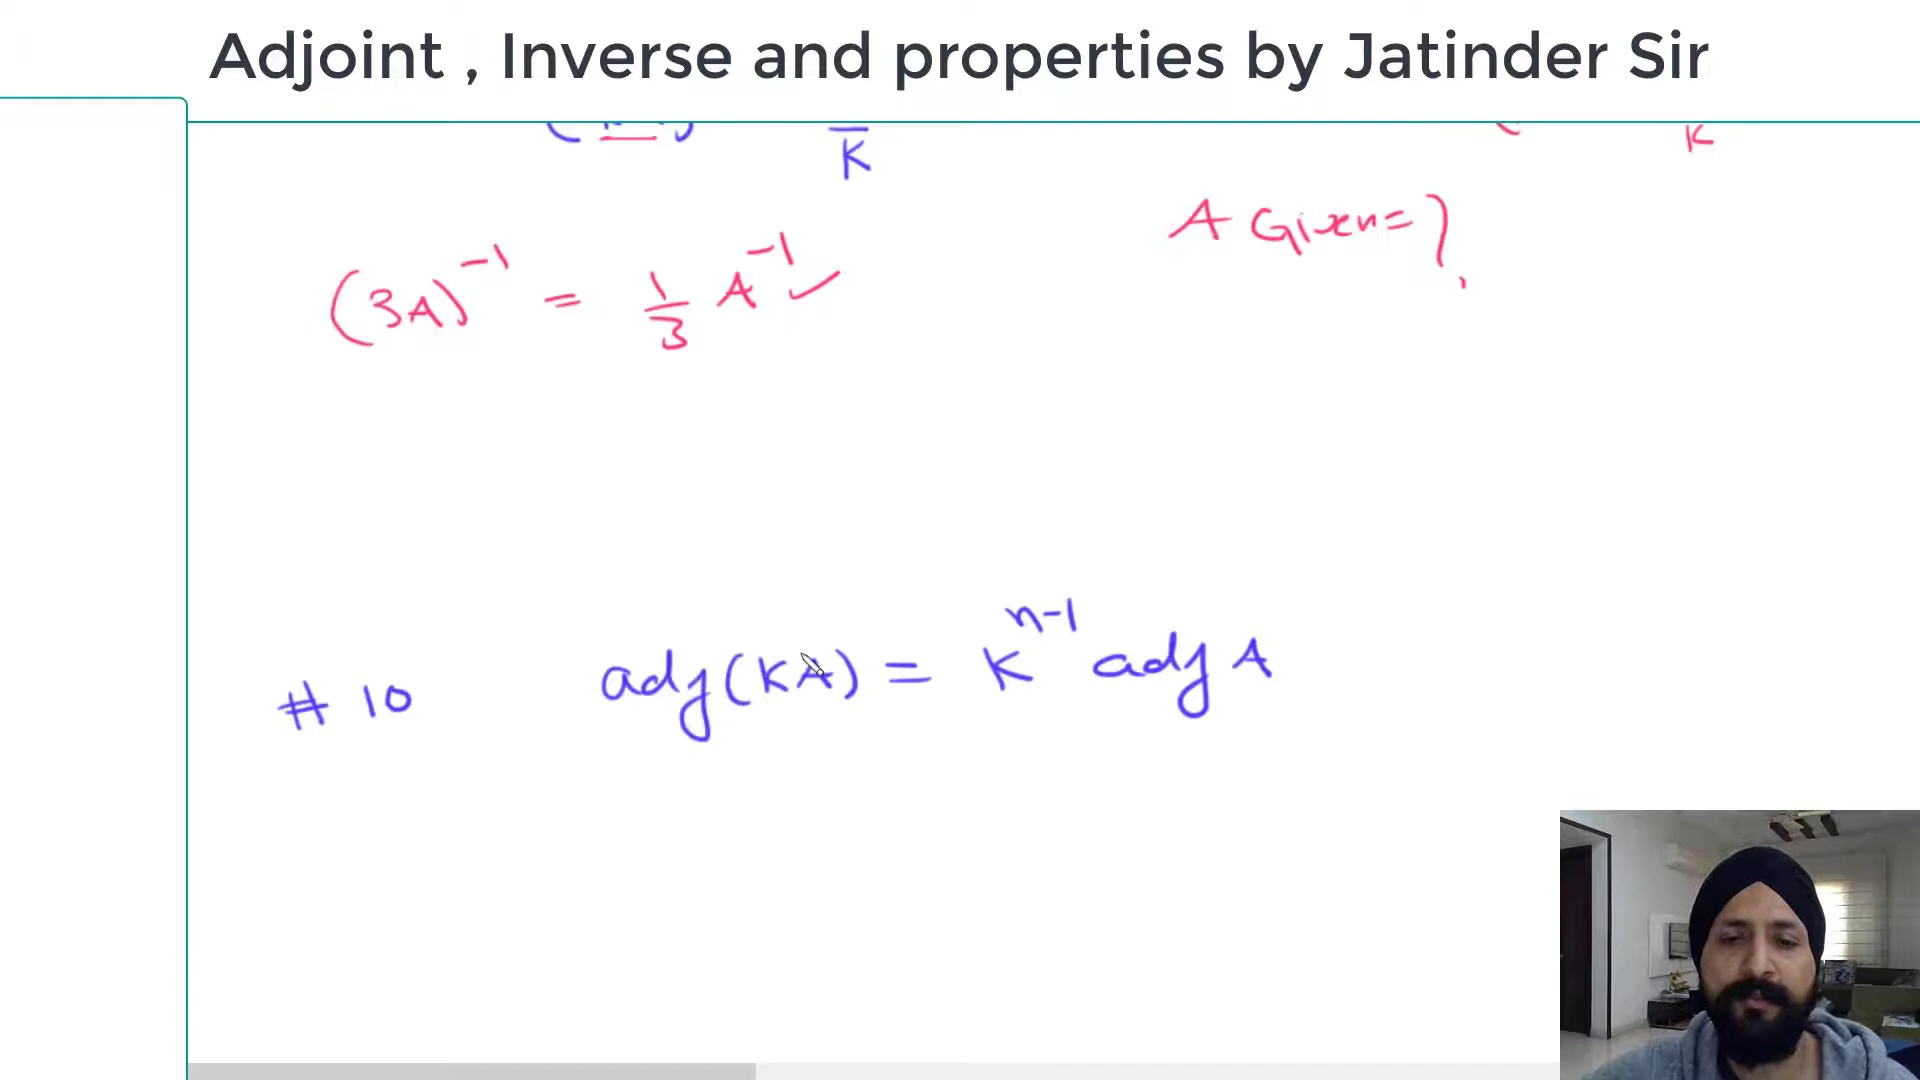 Adjoint , Inverse and properties by Jatinder Sir
K
K
A Given = ?
(3A)^-1 = 1/3 A^-1 ✓
# 10 adj(KA) = K^n-1 adj A